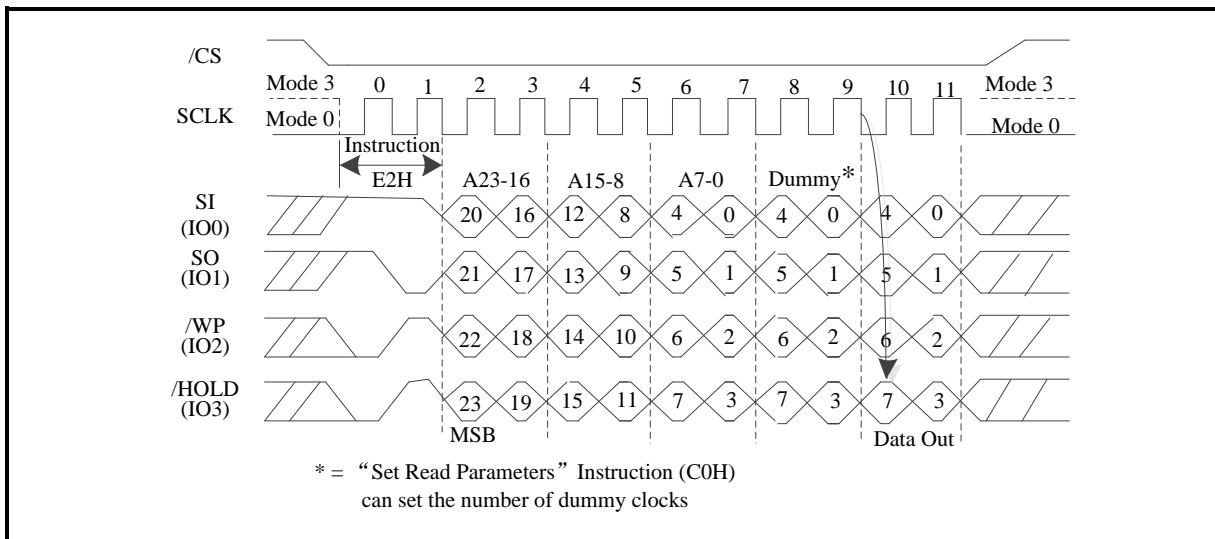 /CS
Mode 3 0 1 2 3 4 5 6 7 8 9 10 11 Mode 3
SCLK Mode 0 Mode 0
Instruction
E2H A23-16 A15-8 A7-0 Dummy*
SI
(IO0) 20 16 12 8 4 0 4 0 4 0
SO
(IO1) 21 17 13 9 5 1 5 1 5 1
/WP
(IO2) 22 18 14 10 6 2 6 2 6 2
/HOLD
(IO3) 23 19 15 11 7 3 7 3 7 3
MSB Data Out
* = “Set Read Parameters” Instruction (C0H)
can set the number of dummy clocks